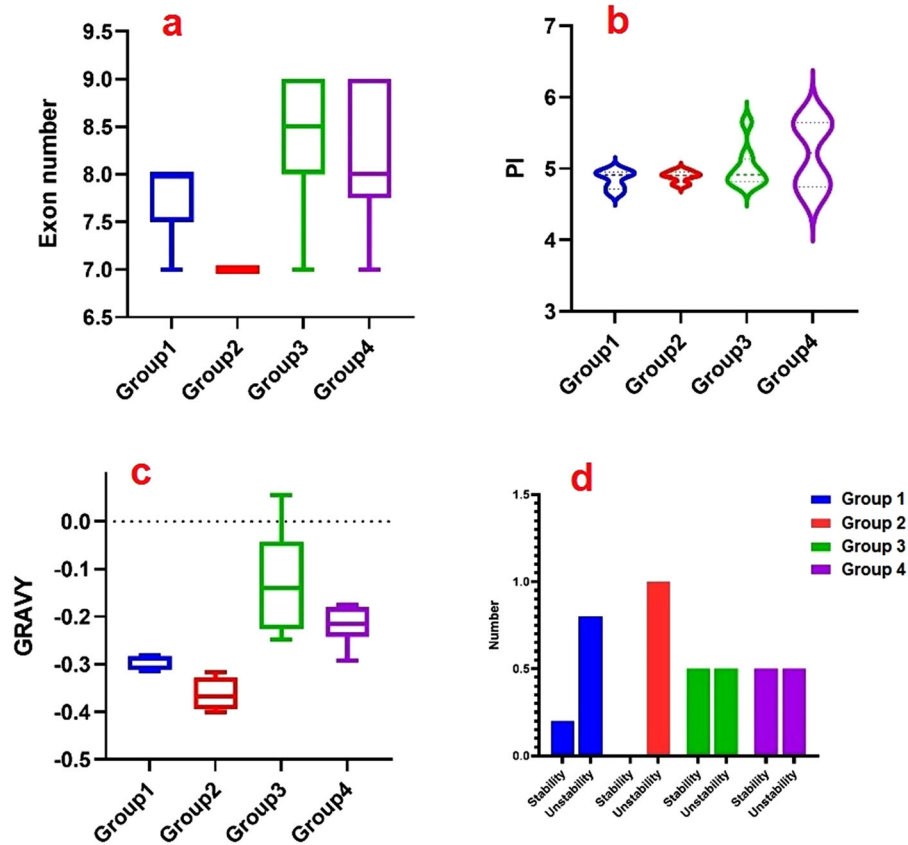 a
9.5
9.0
8.5
8.0
7.5
7.0
6.5
Exon number
Group1
Group2
Group3
Group4
b
7
6
5
4
3
PI
Group1
Group2
Group3
Group4
c
0.0
-0.1
-0.2
-0.3
-0.4
-0.5
GRAVY
Group1
Group2
Group3
Group4
d
1.5
1.0
0.5
0.0
Number
Stability
Unstability
Stability
Unstability
Stability
Unstability
Stability
Unstability
Group 1
Group 2
Group 3
Group 4